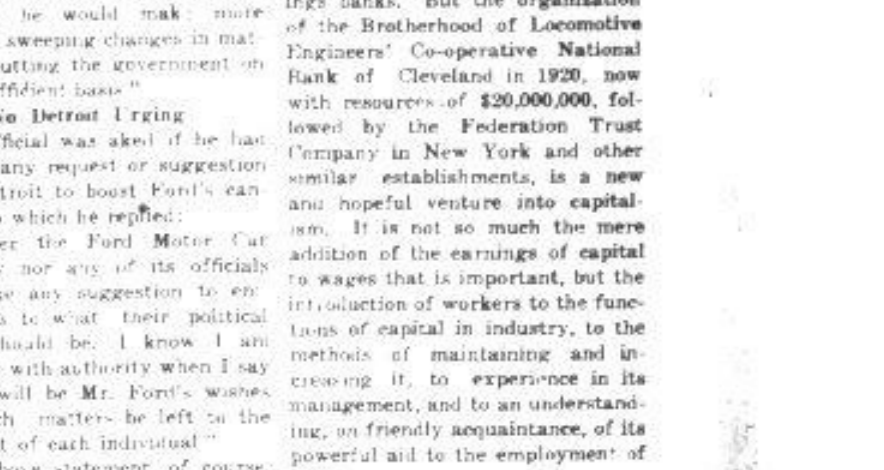 he would mak: more
sweeping changes in mat-
utting the government on
fficient basis"
No Detroit Urging
fficial was aked if he had
any request or suggestion
troit to boost Ford's can-
which he replied:
er the Ford Motor Car
nor any of its officials
any suggestion to en-
s to what their political
hould be. I know I am
with authority when I say
will be Mr. Ford's wishes
matters be left to the
t of each individual"
statement, of course,
ings banks. But the organization
of the Brotherhood of Locomotive
Engineers' Co-operative National
Bank of Cleveland in 1920, now
with resources of $20,000,000, fol-
lowed by the Federation Trust
Company in New York and other
similar establishments, is a new
and hopeful venture into capital-
ism. It is not so much the mere
addition of the earnings of capital
to wages that is important, but the
introduction of workers to the func-
tions of capital in industry, to the
methods of maintaining and in-
creasing it, to experience in its
management, and to an understand-
ing, on friendly acquaintance, of its
powerful aid to the employment of